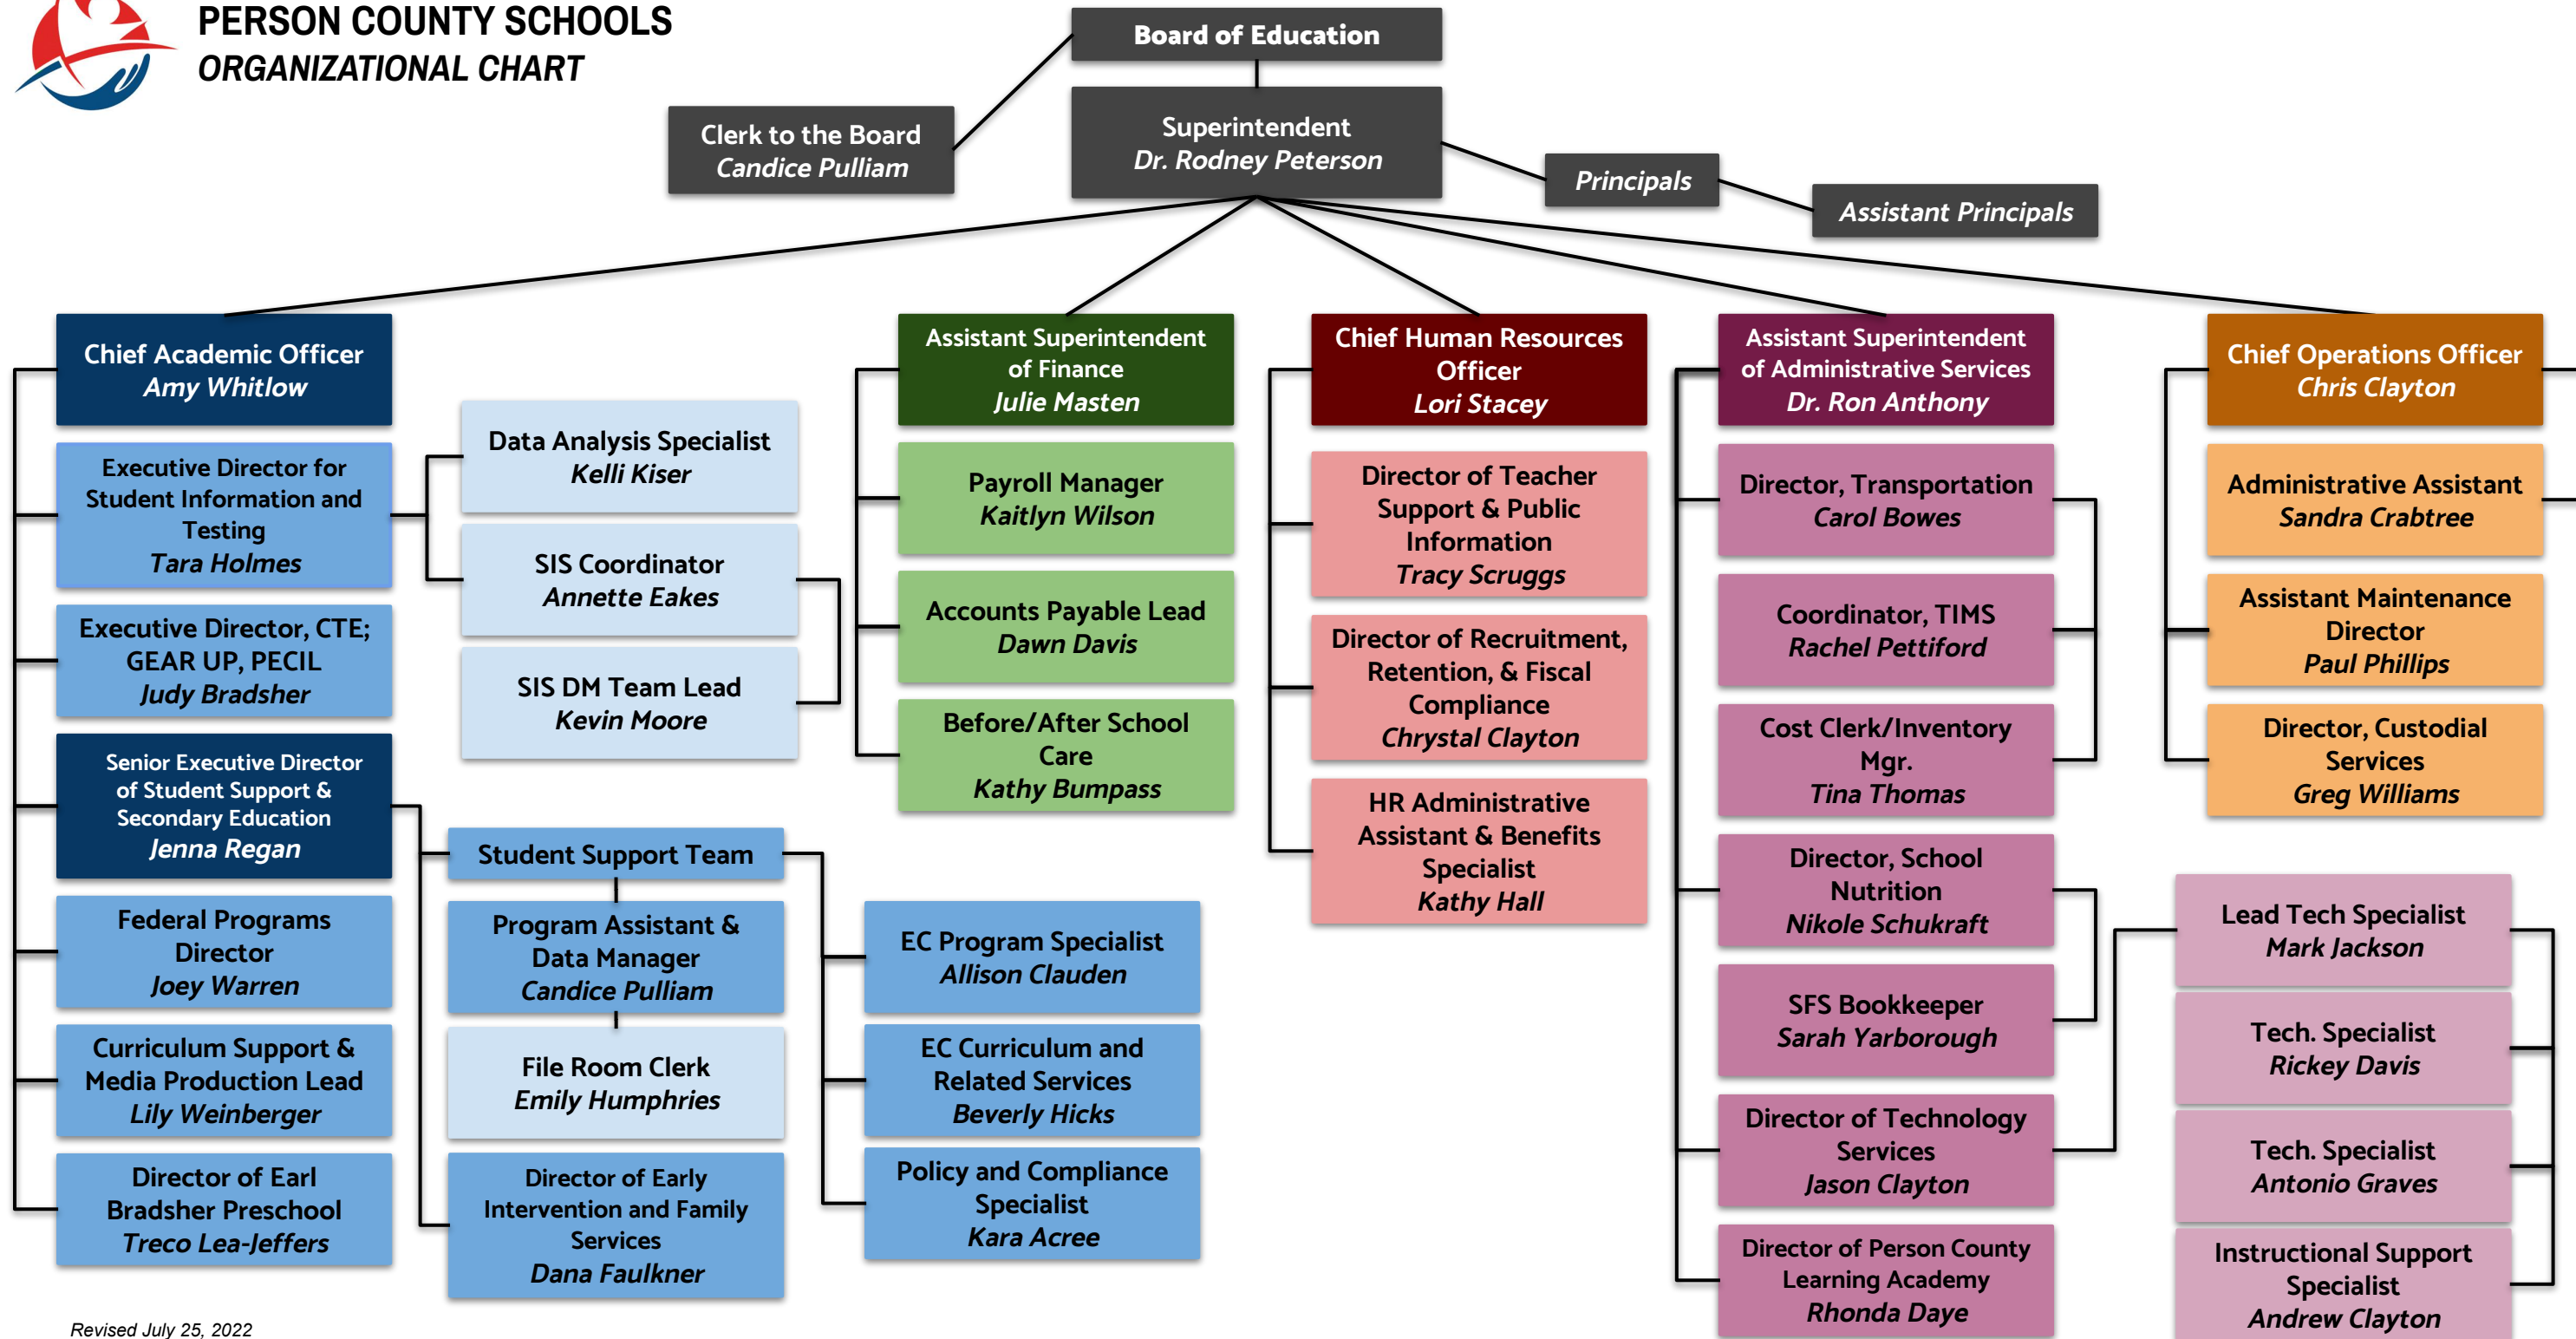 PERSON COUNTY SCHOOLS
ORGANIZATIONAL CHART
Board of Education
Clerk to the Board
Candice Pulliam
Superintendent
Dr. Rodney Peterson
Principals
Assistant Principals
Chief Academic Officer
Amy Whitlow
Executive Director for
Student Information and
Testing
Tara Holmes
Executive Director, CTE;
GEAR UP, PECIL
Judy Bradsher
Senior Executive Director
of Student Support &
Secondary Education
Jenna Regan
Federal Programs
Director
Joey Warren
Curriculum Support &
Media Production Lead
Lily Weinberger
Director of Earl
Bradsher Preschool
Treco Lea-Jeffers
Data Analysis Specialist
Kelli Kiser
SIS Coordinator
Annette Eakes
SIS DM Team Lead
Kevin Moore
Student Support Team
Program Assistant &
Data Manager
Candice Pulliam
File Room Clerk
Emily Humphries
Director of Early
Intervention and Family
Services
Dana Faulkner
EC Program Specialist
Allison Clauden
EC Curriculum and
Related Services
Beverly Hicks
Policy and Compliance
Specialist
Kara Acree
Assistant Superintendent
of Finance
Julie Masten
Payroll Manager
Kaitlyn Wilson
Accounts Payable Lead
Dawn Davis
Before/After School
Care
Kathy Bumpass
Chief Human Resources
Officer
Lori Stacey
Director of Teacher
Support & Public
Information
Tracy Scruggs
Director of Recruitment,
Retention, & Fiscal
Compliance
Chrystal Clayton
HR Administrative
Assistant & Benefits
Specialist
Kathy Hall
Assistant Superintendent
of Administrative Services
Dr. Ron Anthony
Director, Transportation
Carol Bowes
Coordinator, TIMS
Rachel Pettiford
Cost Clerk/Inventory
Mgr.
Tina Thomas
Director, School
Nutrition
Nikole Schukraft
SFS Bookkeeper
Sarah Yarborough
Director of Technology
Services
Jason Clayton
Director of Person County
Learning Academy
Rhonda Daye
Chief Operations Officer
Chris Clayton
Administrative Assistant
Sandra Crabtree
Assistant Maintenance
Director
Paul Phillips
Director, Custodial
Services
Greg Williams
Lead Tech Specialist
Mark Jackson
Tech. Specialist
Rickey Davis
Tech. Specialist
Antonio Graves
Instructional Support
Specialist
Andrew Clayton
Revised July 25, 2022